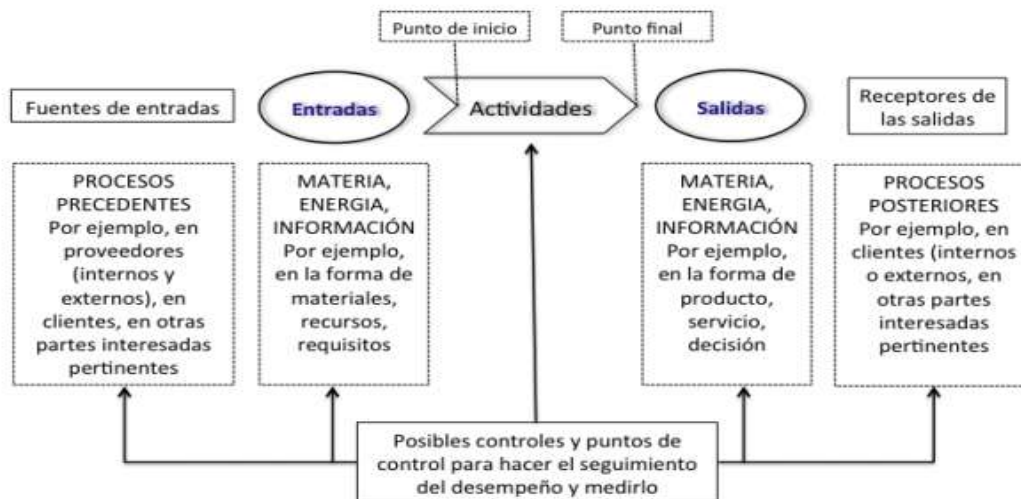 Punto de inicio
Punto final
Fuentes de entradas
Entradas
Actividades
Salidas
Receptores de
las salidas
PROCESOS
PRECEDENTES
Por ejemplo, en
proveedores
(internos y
externos), en
clientes, en otras
partes interesadas
pertinentes
MATERIA,
ENERGIA,
INFORMACIÓN
Por ejemplo,
en la forma de
materiales,
recursos,
requisitos
MATERIA,
ENERGIA,
INFORMACIÓN
Por ejemplo,
en la forma de
producto,
servicio,
decisión
PROCESOS
POSTERIORES
Por ejemplo, en
clientes (internos
o externos, en
otras partes
interesadas
pertinentes
Posibles controles y puntos de
control para hacer el seguimiento
del desempeño y medirlo